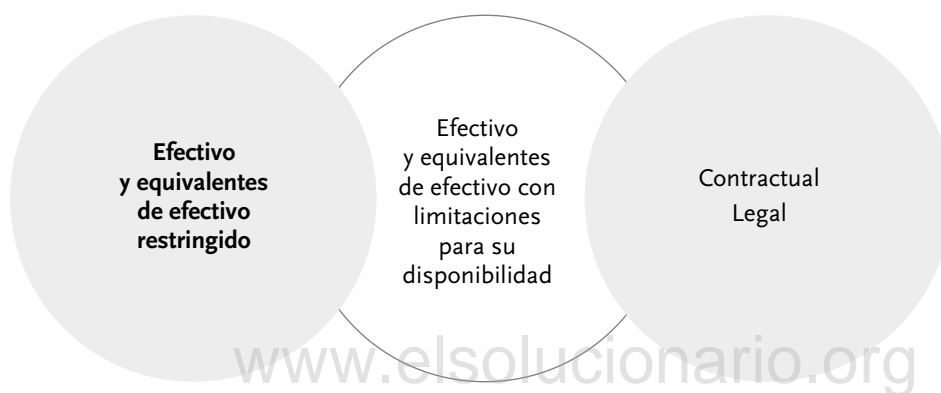 Efectivo
y equivalentes
de efectivo
restringido
Efectivo
y equivalentes
de efectivo con
limitaciones
para su
disponibilidad
Contractual
Legal
www.elsolucionario.org